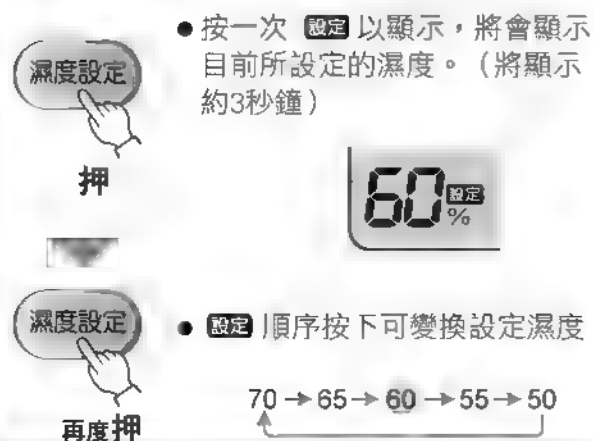 濕度設定
押
●按一次 設定 以顯示，將會顯示
目前所設定的濕度。（將顯示
約3秒鐘）
60 設定
%
濕度設定
再度押
● 設定 順序按下可變換設定濕度
70→65→60→55→50